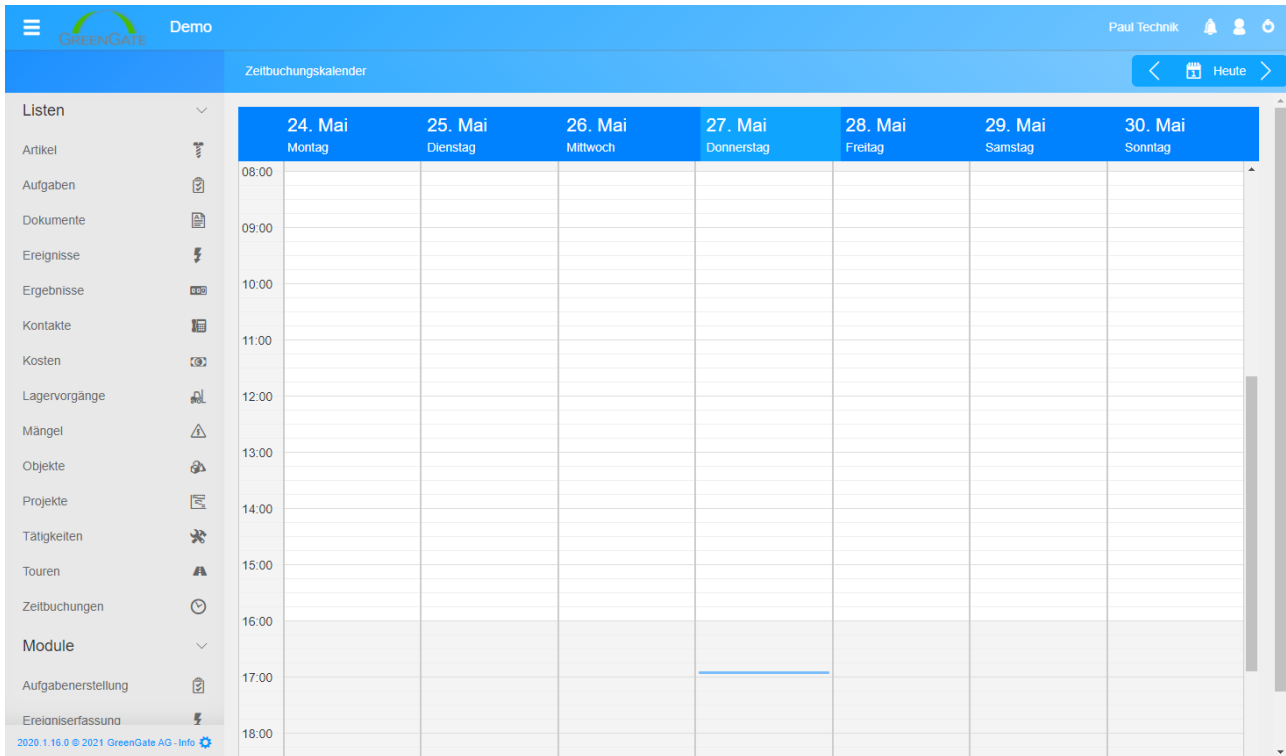 GREENGATE
Demo
Paul Technik
Zeitbuchungskalender
1
Heute
Listen
Artikel
Aufgaben
Dokumente
Ereignisse
Ergebnisse
Kontakte
Kosten
Lagervorgänge
Mängel
Objekte
Projekte
Tätigkeiten
Touren
Zeitbuchungen
Module
Aufgabenerstellung
Ereigniserfassung
2020.1.16.0 © 2021 GreenGate AG - Info
24. Mai
Montag
25. Mai
Dienstag
26. Mai
Mittwoch
27. Mai
Donnerstag
28. Mai
Freitag
29. Mai
Samstag
30. Mai
Sonntag
08:00
09:00
10:00
11:00
12:00
13:00
14:00
15:00
16:00
17:00
18:00